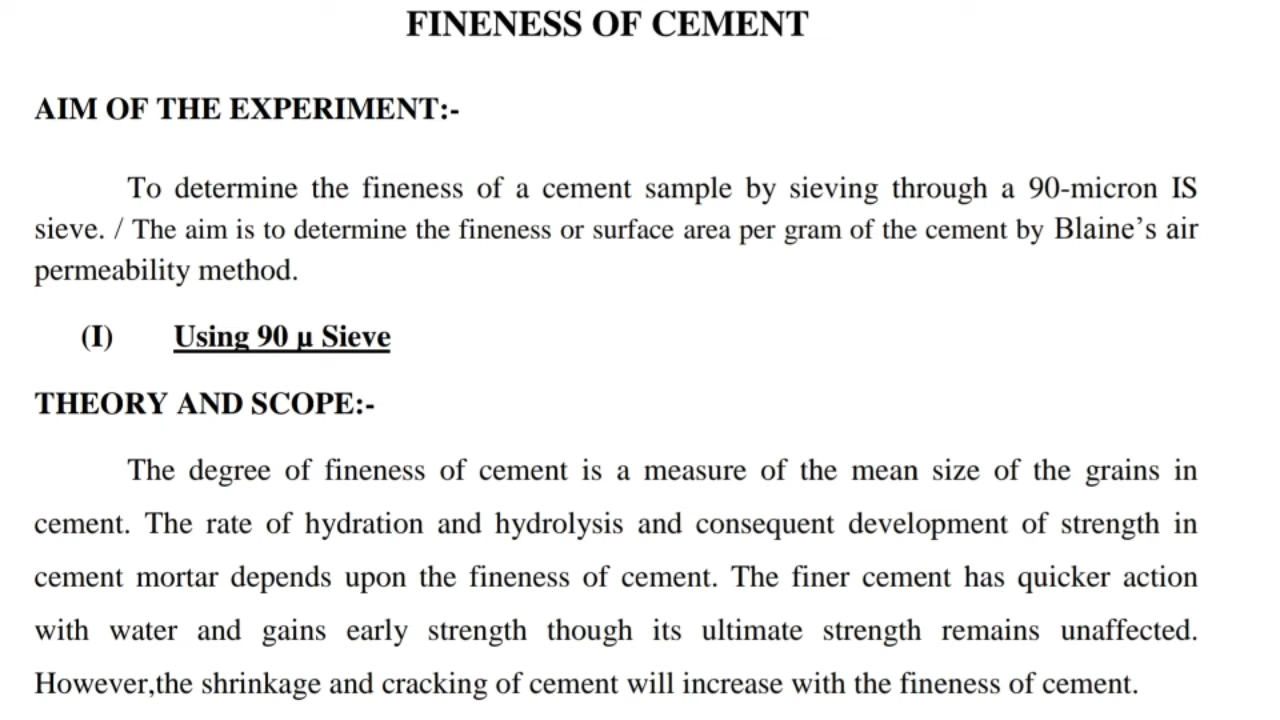 FINENESS OF CEMENT
AIM OF THE EXPERIMENT:-
To determine the fineness of a cement sample by sieving through a 90-micron IS
sieve. / The aim is to determine the fineness or surface area per gram of the cement by Blaine’s air
permeability method.
(I) Using 90 µ Sieve
THEORY AND SCOPE:-
The degree of fineness of cement is a measure of the mean size of the grains in
cement. The rate of hydration and hydrolysis and consequent development of strength in
cement mortar depends upon the fineness of cement. The finer cement has quicker action
with water and gains early strength though its ultimate strength remains unaffected.
However,the shrinkage and cracking of cement will increase with the fineness of cement.